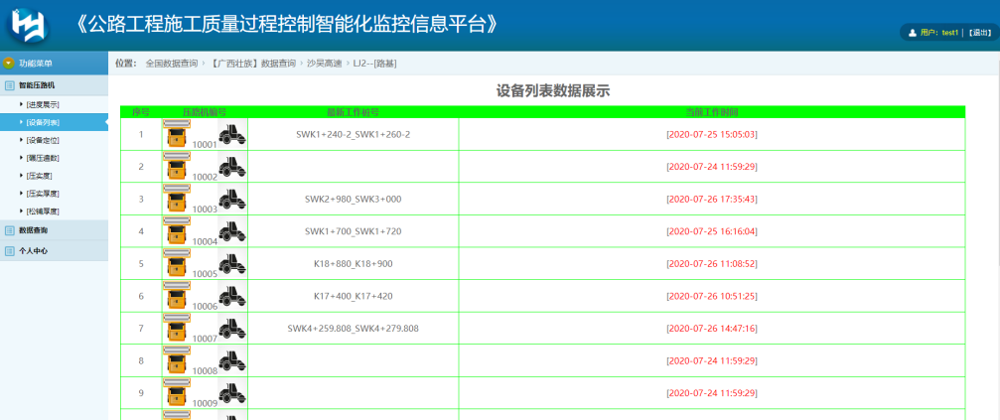 《公路工程施工质量过程控制智能化监控信息平台》
用户：test1 | 【退出】
功能菜单
位置： 全国数据查询 › 【广西壮族】数据查询 › 沙吴高速 › LJ2--[路基]
智能压路机
[进度展示]
[设备列表]
[设备定位]
[碾压遍数]
[压实度]
[压实厚度]
[松铺厚度]
数据查询
个人中心
设备列表数据展示
序号 压路机编号 最新工作桩号 当前工作时间
1 10001 SWK1+240-2_SWK1+260-2 [2020-07-25 15:05:03]
2 10002 [2020-07-24 11:59:29]
3 10003 SWK2+980_SWK3+000 [2020-07-26 17:35:43]
4 10004 SWK1+700_SWK1+720 [2020-07-25 16:16:04]
5 10005 K18+880_K18+900 [2020-07-26 11:08:52]
6 10006 K17+400_K17+420 [2020-07-26 10:51:25]
7 10007 SWK4+259.808_SWK4+279.808 [2020-07-26 14:47:16]
8 10008 [2020-07-24 11:59:29]
9 10009 [2020-07-24 11:59:29]